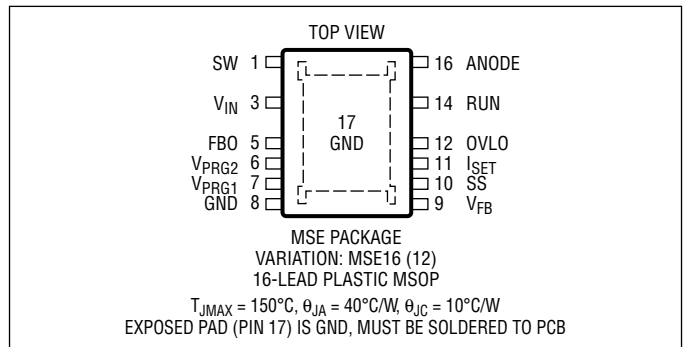 TOP VIEW
SW 1 16 ANODE
VIN 3 14 RUN
17
GND
FBO 5 12 OVLO
VPRG2 6 11 ISET
VPRG1 7 10 SS
GND 8 9 VFB
MSE PACKAGE
VARIATION: MSE16 (12)
16-LEAD PLASTIC MSOP
TJMAX = 150°C, θJA = 40°C/W, θJC = 10°C/W
EXPOSED PAD (PIN 17) IS GND, MUST BE SOLDERED TO PCB